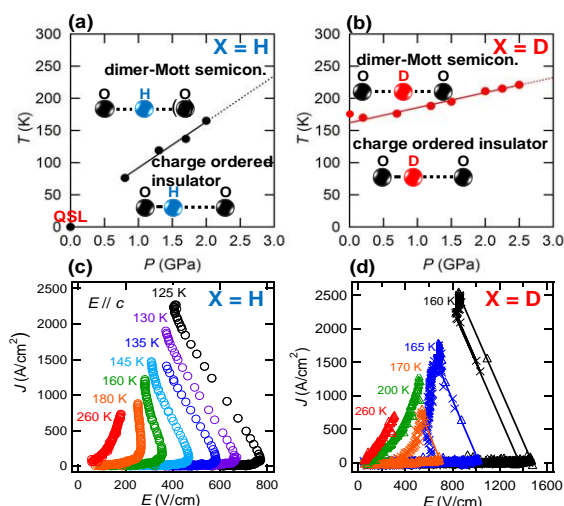 (a)
X = H
dimer-Mott semicon.
O
H
O
charge ordered
insulator
O
H
O
QSL
T (K)
300
250
200
150
100
50
0
0.0 0.5 1.0 1.5 2.0 2.5 3.0
P (GPa)
(b)
X = D
dimer-Mott semicon.
O
D
O
charge ordered insulator
O
D
O
T (K)
300
250
200
150
100
50
0
0.0 0.5 1.0 1.5 2.0 2.5 3.0
P (GPa)
(c)
E // c
X = H
125 K
130 K
135 K
145 K
160 K
180 K
260 K
J (A/cm²)
2500
2000
1500
1000
500
0
0 200 400 600 800
E (V/cm)
(d)
X = D
160 K
165 K
170 K
200 K
260 K
J (A/cm²)
2500
2000
1500
1000
500
0
0 400 800 1200 1600
E (V/cm)